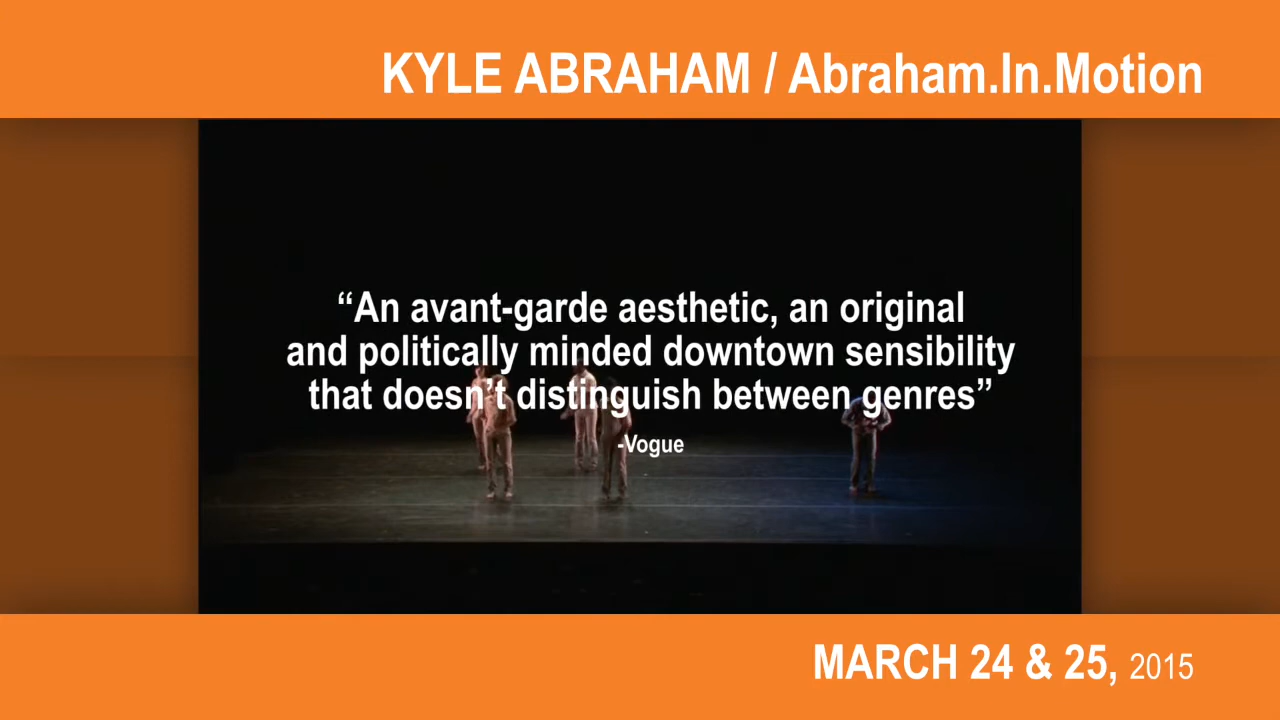 KYLE ABRAHAM / Abraham.In.Motion
“An avant-garde aesthetic, an original
and politically minded downtown sensibility
that doesn’t distinguish between genres”
-Vogue
MARCH 24 & 25, 2015